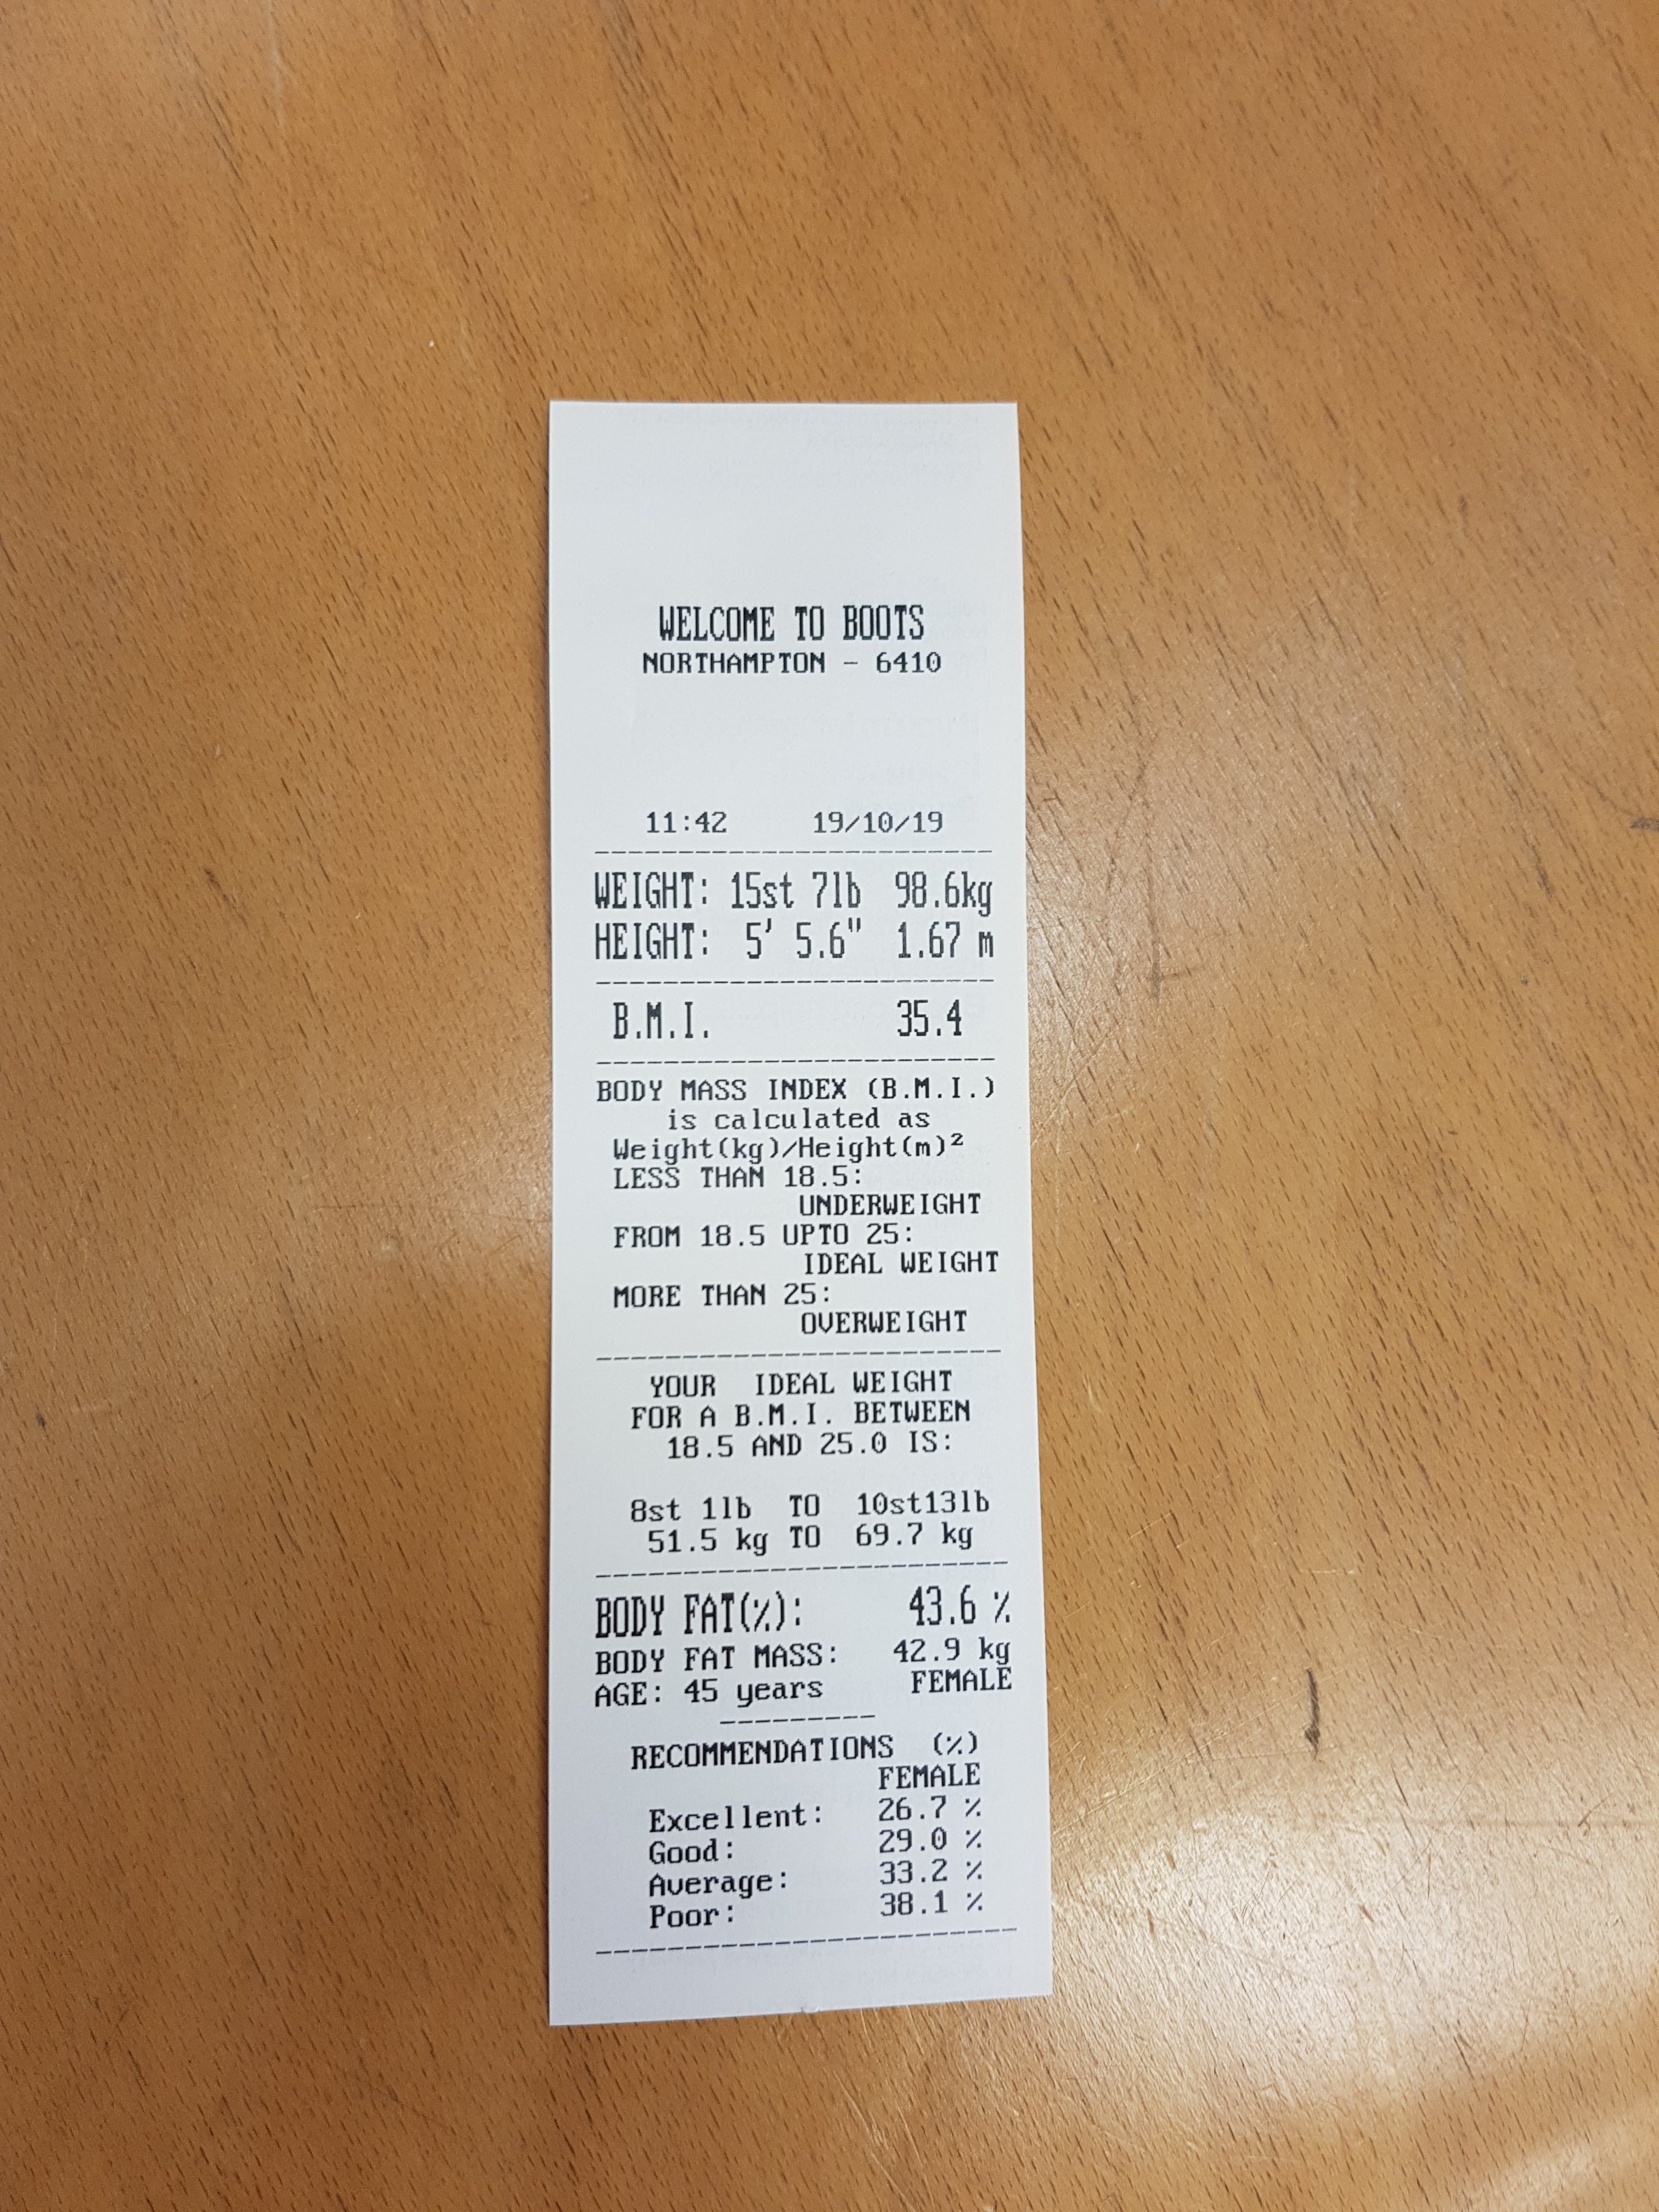 WELCOME TO BOOTS
NORTHAMPTON - 6410
11:42 19/10/19
WEIGHT: 15st 7lb 98.6kg
HEIGHT: 5' 5.6" 1.67 m
B.M.I. 35.4
BODY MASS INDEX (B.M.I.)
is calculated as
Weight(kg)/Height(m)²
LESS THAN 18.5:
UNDERWEIGHT
FROM 18.5 UPTO 25:
IDEAL WEIGHT
MORE THAN 25:
OVERWEIGHT
YOUR IDEAL WEIGHT
FOR A B.M.I. BETWEEN
18.5 AND 25.0 IS:
8st 1lb TO 10st13lb
51.5 kg TO 69.7 kg
BODY FAT(%): 43.6 %
BODY FAT MASS: 42.9 kg
AGE: 45 years FEMALE
RECOMMENDATIONS (%)
FEMALE
Excellent: 26.7 %
Good: 29.0 %
Average: 33.2 %
Poor: 38.1 %